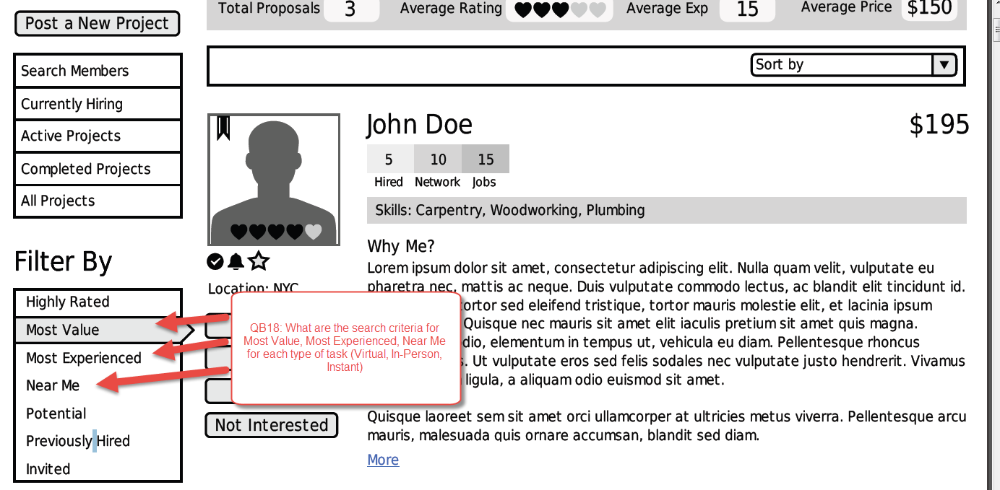 Total Proposals 3 Average Rating Average Exp 15 Average Price $150
Post a New Project
Search Members
Currently Hiring
Active Projects
Completed Projects
All Projects
Sort by
John Doe $195
5 10 15
Hired Network Jobs
Skills: Carpentry, Woodworking, Plumbing
Location: NYC
Not Interested
Why Me?
Lorem ipsum dolor sit amet, consectetur adipiscing elit. Nulla quam velit, vulputate eu
pharetra nec, mattis ac neque. Duis vulputate commodo lectus, ac blandit elit tincidunt id.
tortor sed eleifend tristique, tortor mauris molestie elit, et lacinia ipsum
Quisque nec mauris sit amet elit iaculis pretium sit amet quis magna.
dio, elementum in tempus ut, vehicula eu diam. Pellentesque rhoncus
s. Ut vulputate eros sed felis sodales nec vulputate justo hendrerit. Vivamus
ligula, a aliquam odio euismod sit amet.
Quisque laoreet sem sit amet orci ullamcorper at ultricies metus viverra. Pellentesque arcu
mauris, malesuada quis ornare accumsan, blandit sed diam.
More
Filter By
Highly Rated
Most Value
Most Experienced
Near Me
Potential
Previously Hired
Invited
QB18: What are the search criteria for
Most Value, Most Experienced, Near Me
for each type of task (Virtual, In-Person,
Instant)